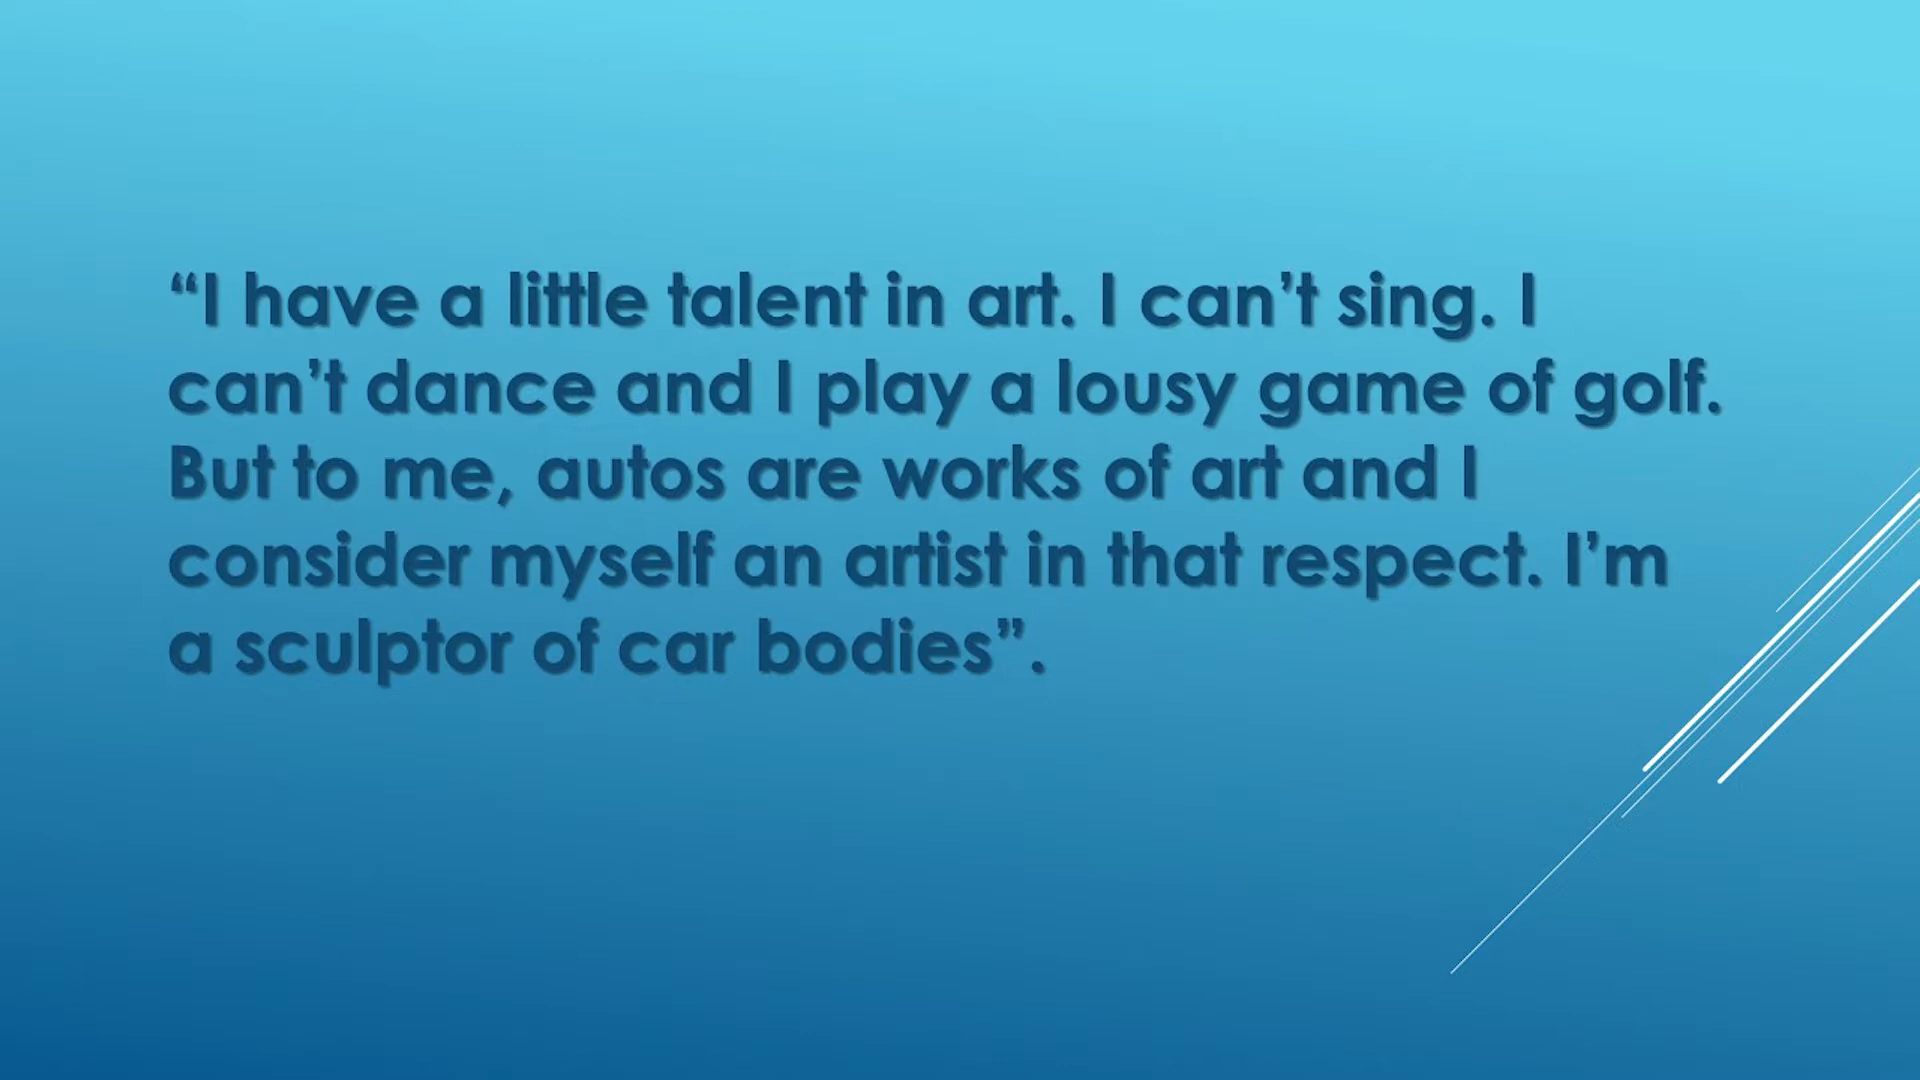 “I have a little talent in art. I can’t sing. I
can’t dance and I play a lousy game of golf.
But to me, autos are works of art and I
consider myself an artist in that respect. I’m
a sculptor of car bodies”.